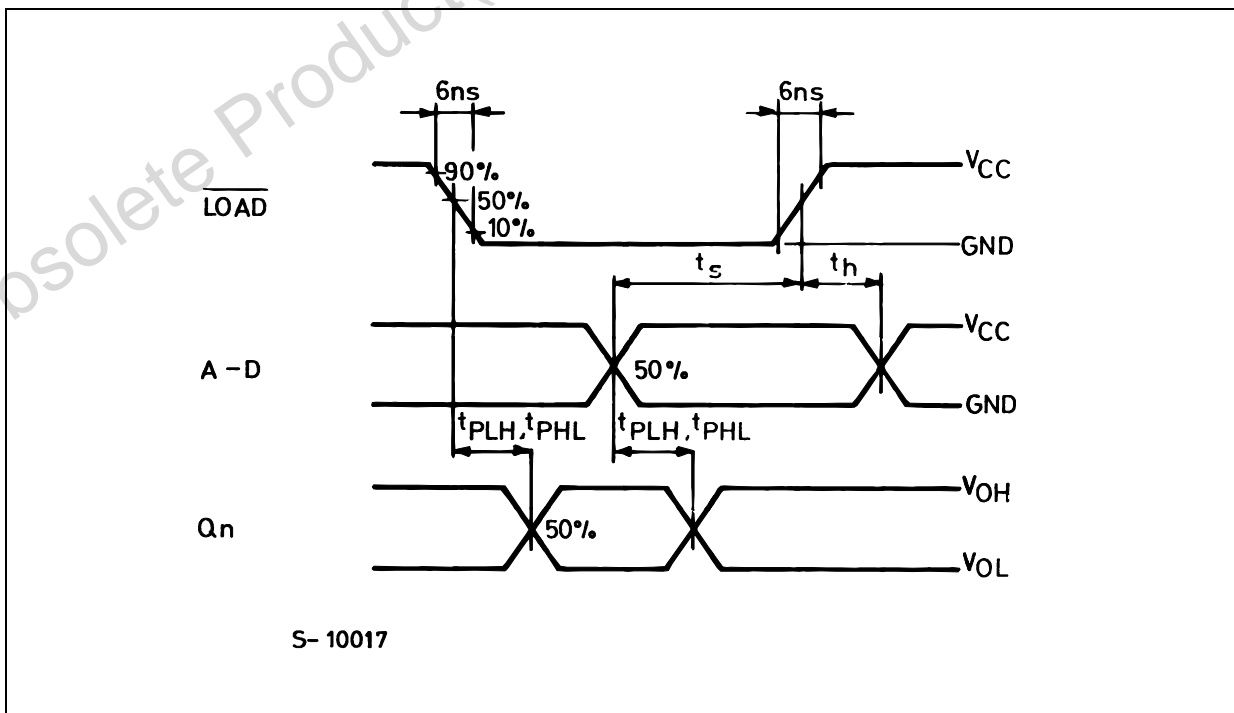 obsolete Product(
6ns 6ns
90%
50%
10%
LOAD
VCC
GND
ts th
A-D
50%
VCC
GND
tPLH,tPHL tPLH,tPHL
Qn
50%
VOH
VOL
S-10017